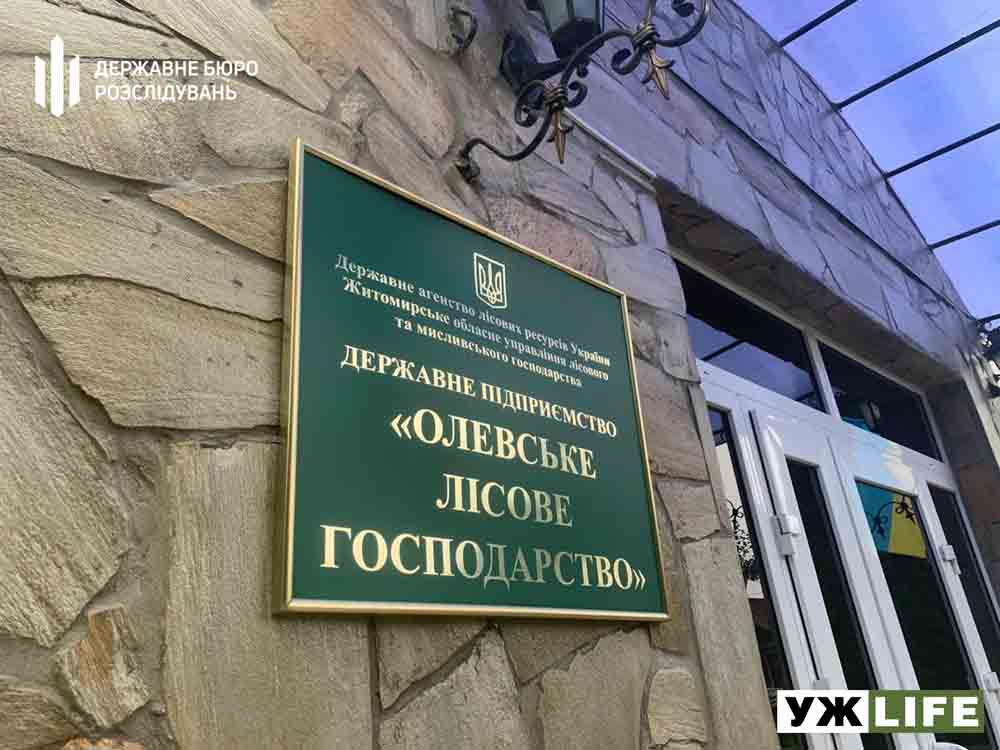 ДЕРЖАВНЕ БЮРО
РОЗСЛІДУВАНЬ
Державне агенство лісових ресурсів України
Житомирське обласне управління лісового
та мисливського господарства
ДЕРЖАВНЕ ПІДПРИЄМСТВО
«ОЛЕВСЬКЕ
ЛІСОВЕ
ГОСПОДАРСТВО»
УЖ LIFE